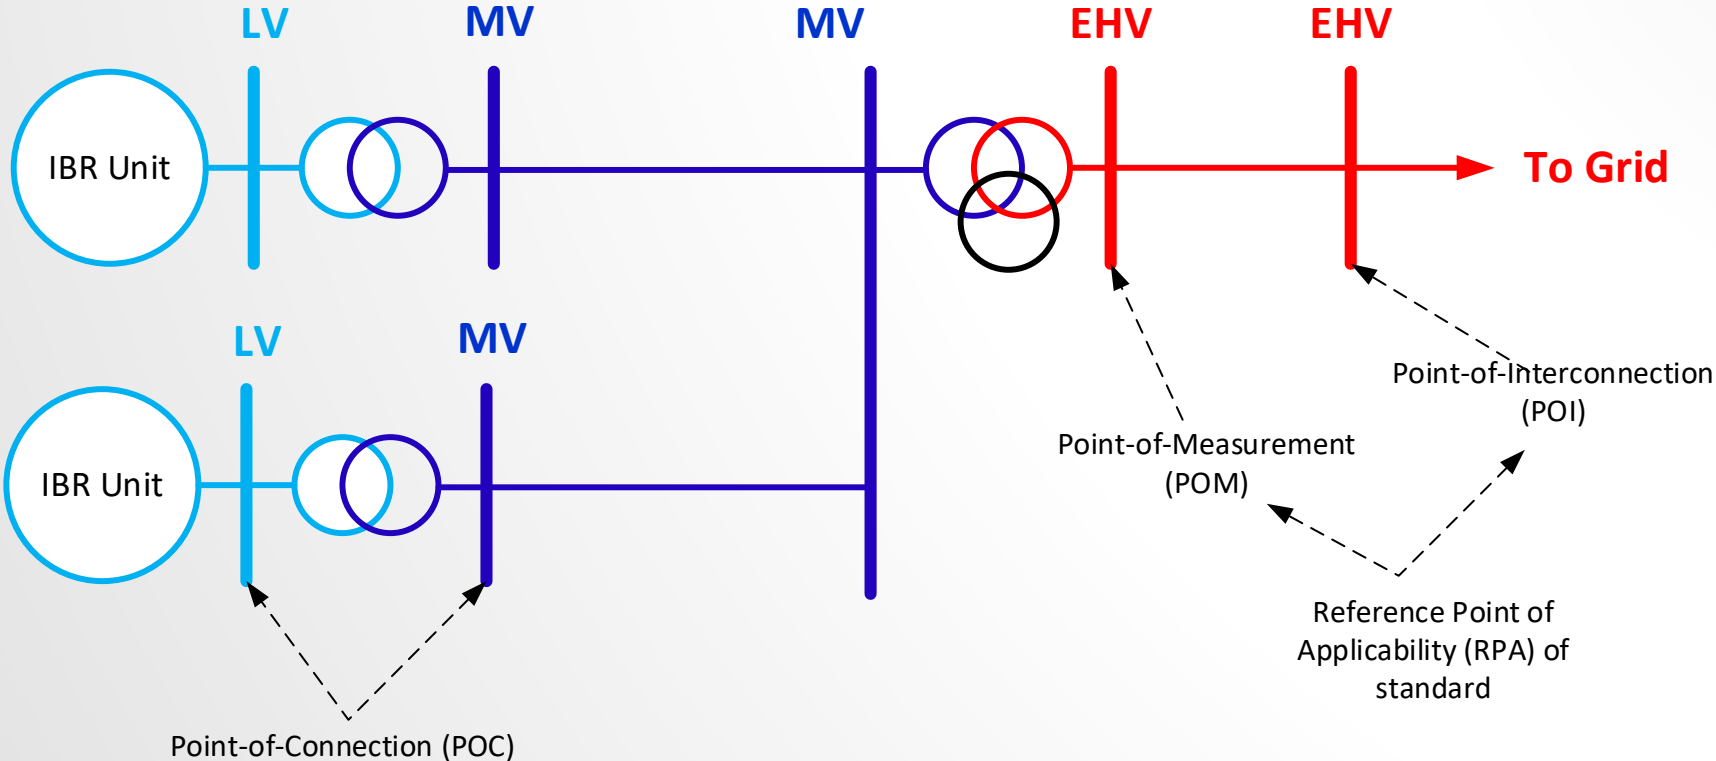 LV
MV
MV
EHV
EHV
IBR Unit
To Grid
LV
MV
IBR Unit
Point-of-Interconnection
(POI)
Point-of-Measurement
(POM)
Reference Point of
Applicability (RPA) of
standard
Point-of-Connection (POC)